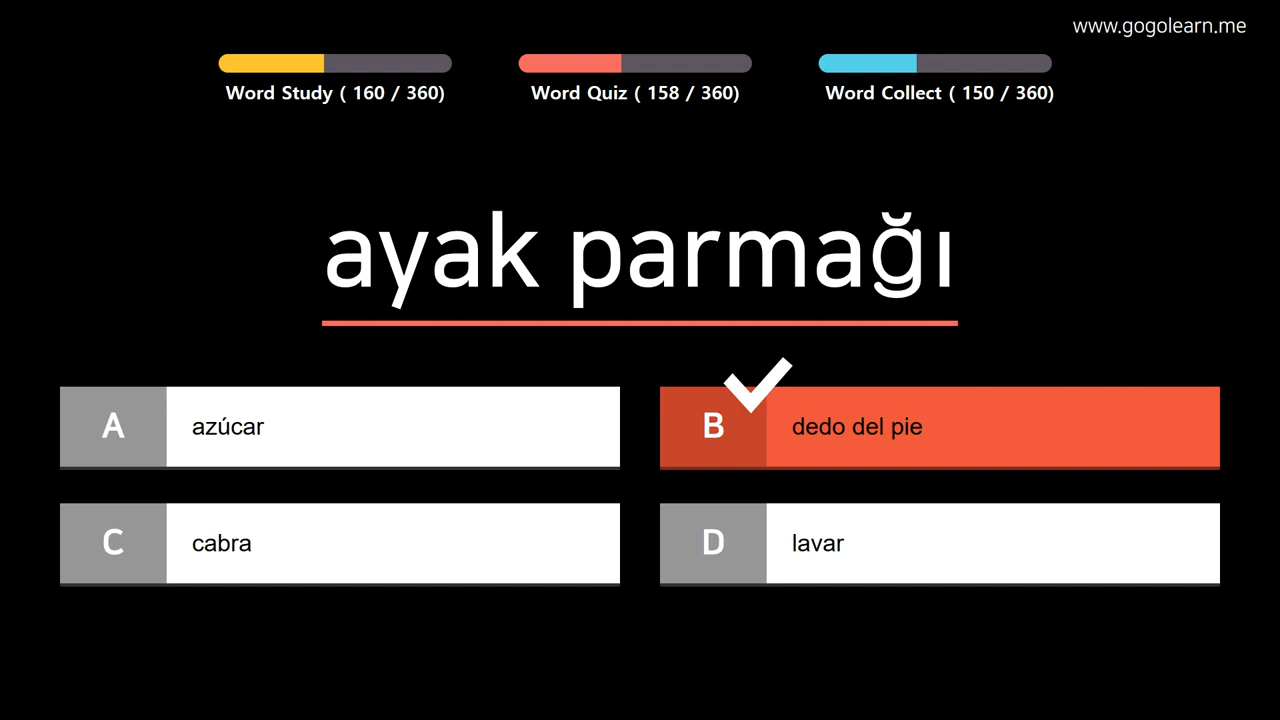 www.gogolearn.me
Word Study ( 160 / 360)
Word Quiz ( 158 / 360)
Word Collect ( 150 / 360)
ayak parmağı
A azúcar
B dedo del pie
C cabra
D lavar